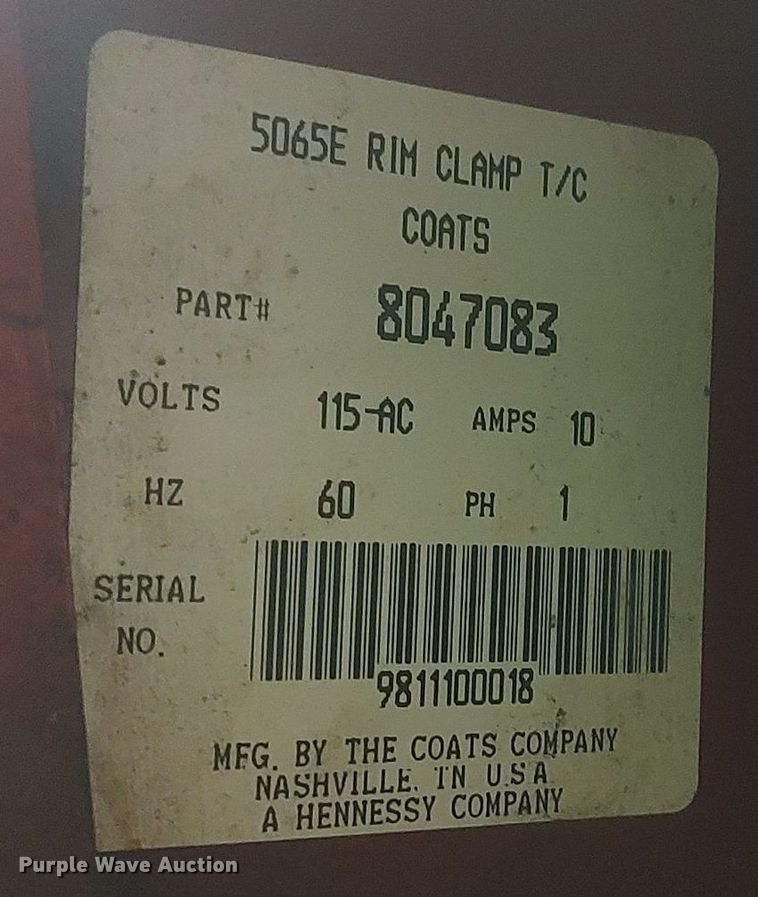 5065E RIM CLAMP T/C
COATS
PART# 8047083
VOLTS 115-AC AMPS 10
HZ 60 PH 1
SERIAL NO.
9811100018
MFG. BY THE COATS COMPANY
NASHVILLE. TN U.S.A
A HENNESSY COMPANY
Purple Wave Auction